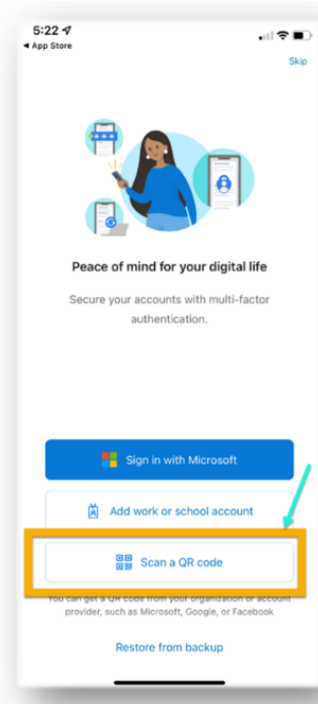 5:22
◀ App Store
Skip
Peace of mind for your digital life
Secure your accounts with multi-factor
authentication.
Sign in with Microsoft
Add work or school account
Scan a QR code
You can get a QR code from your organization or account
provider, such as Microsoft, Google, or Facebook
Restore from backup